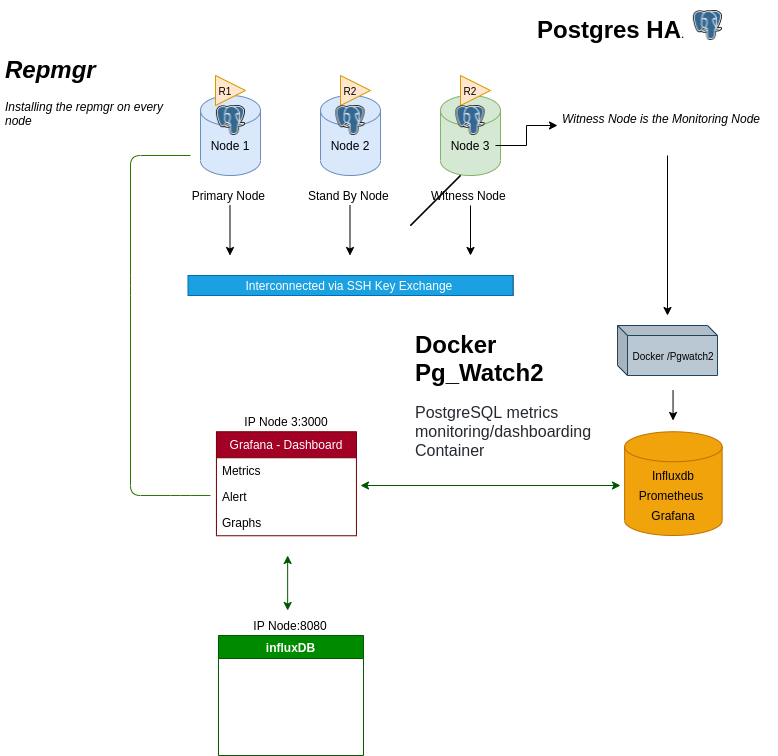 Postgres HA.
Repmgr
Installing the repmgr on every
node
R1
R2
R2
Node 1
Node 2
Node 3
Witness Node is the Monitoring Node
Primary Node
Stand By Node
Witness Node
Interconnected via SSH Key Exchange
Docker
Pg_Watch2
Docker /Pgwatch2
PostgreSQL metrics
monitoring/dashboarding
Container
IP Node 3:3000
Grafana - Dashboard
Metrics
Alert
Graphs
Influxdb
Prometheus
Grafana
IP Node:8080
influxDB